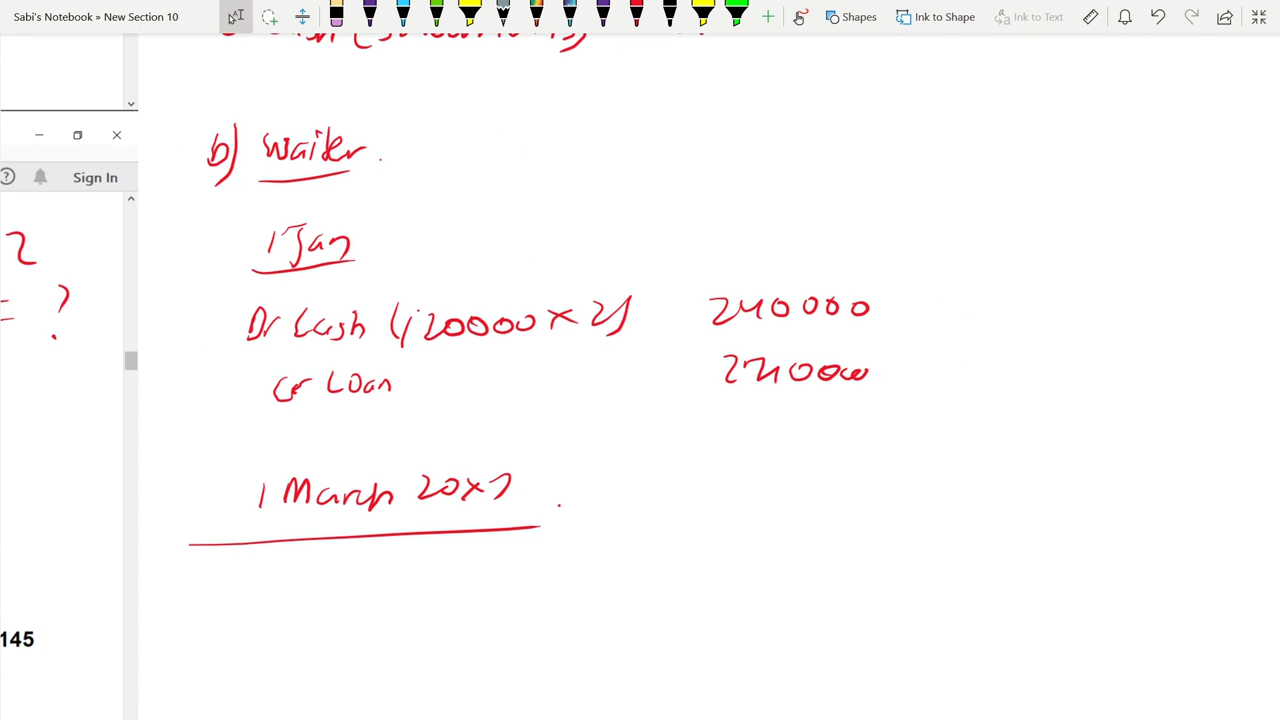 Sabi's Notebook » New Section 10
Shapes
Ink to Shape
Ink to Text
Sign In
2
= ?
145
b) Waiter.
1 Jan
Dr Cash (120000 x 2) 240000
Cr Loan 240000
1 March 20x7